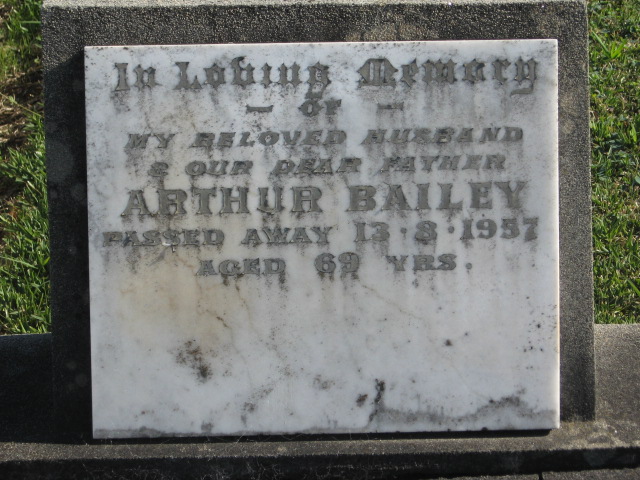 In Loving Memory
— OF —
MY BELOVED HUSBAND
& OUR DEAR FATHER
ARTHUR BAILEY
PASSED AWAY 13·8·1957
AGED 69 YRS.